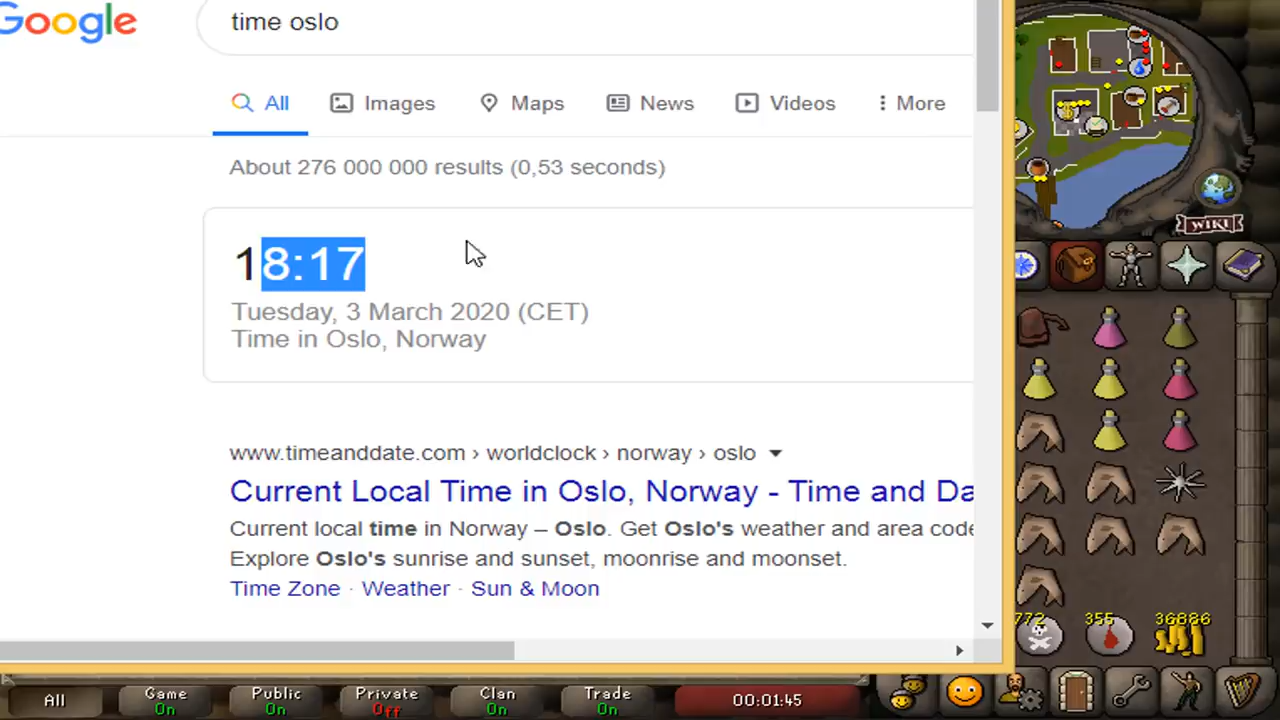 Google
time oslo
All
Images
Maps
News
Videos
More
About 276 000 000 results (0,53 seconds)
18:17
Tuesday, 3 March 2020 (CET)
Time in Oslo, Norway
www.timeanddate.com › worldclock › norway › oslo
Current Local Time in Oslo, Norway - Time and Da
Current local time in Norway – Oslo. Get Oslo's weather and area code
Explore Oslo's sunrise and sunset, moonrise and moonset.
Time Zone · Weather · Sun & Moon
WIKI
772
355
36886
All
Game
On
Public
On
Private
Off
Clan
On
Trade
On
00:01:45